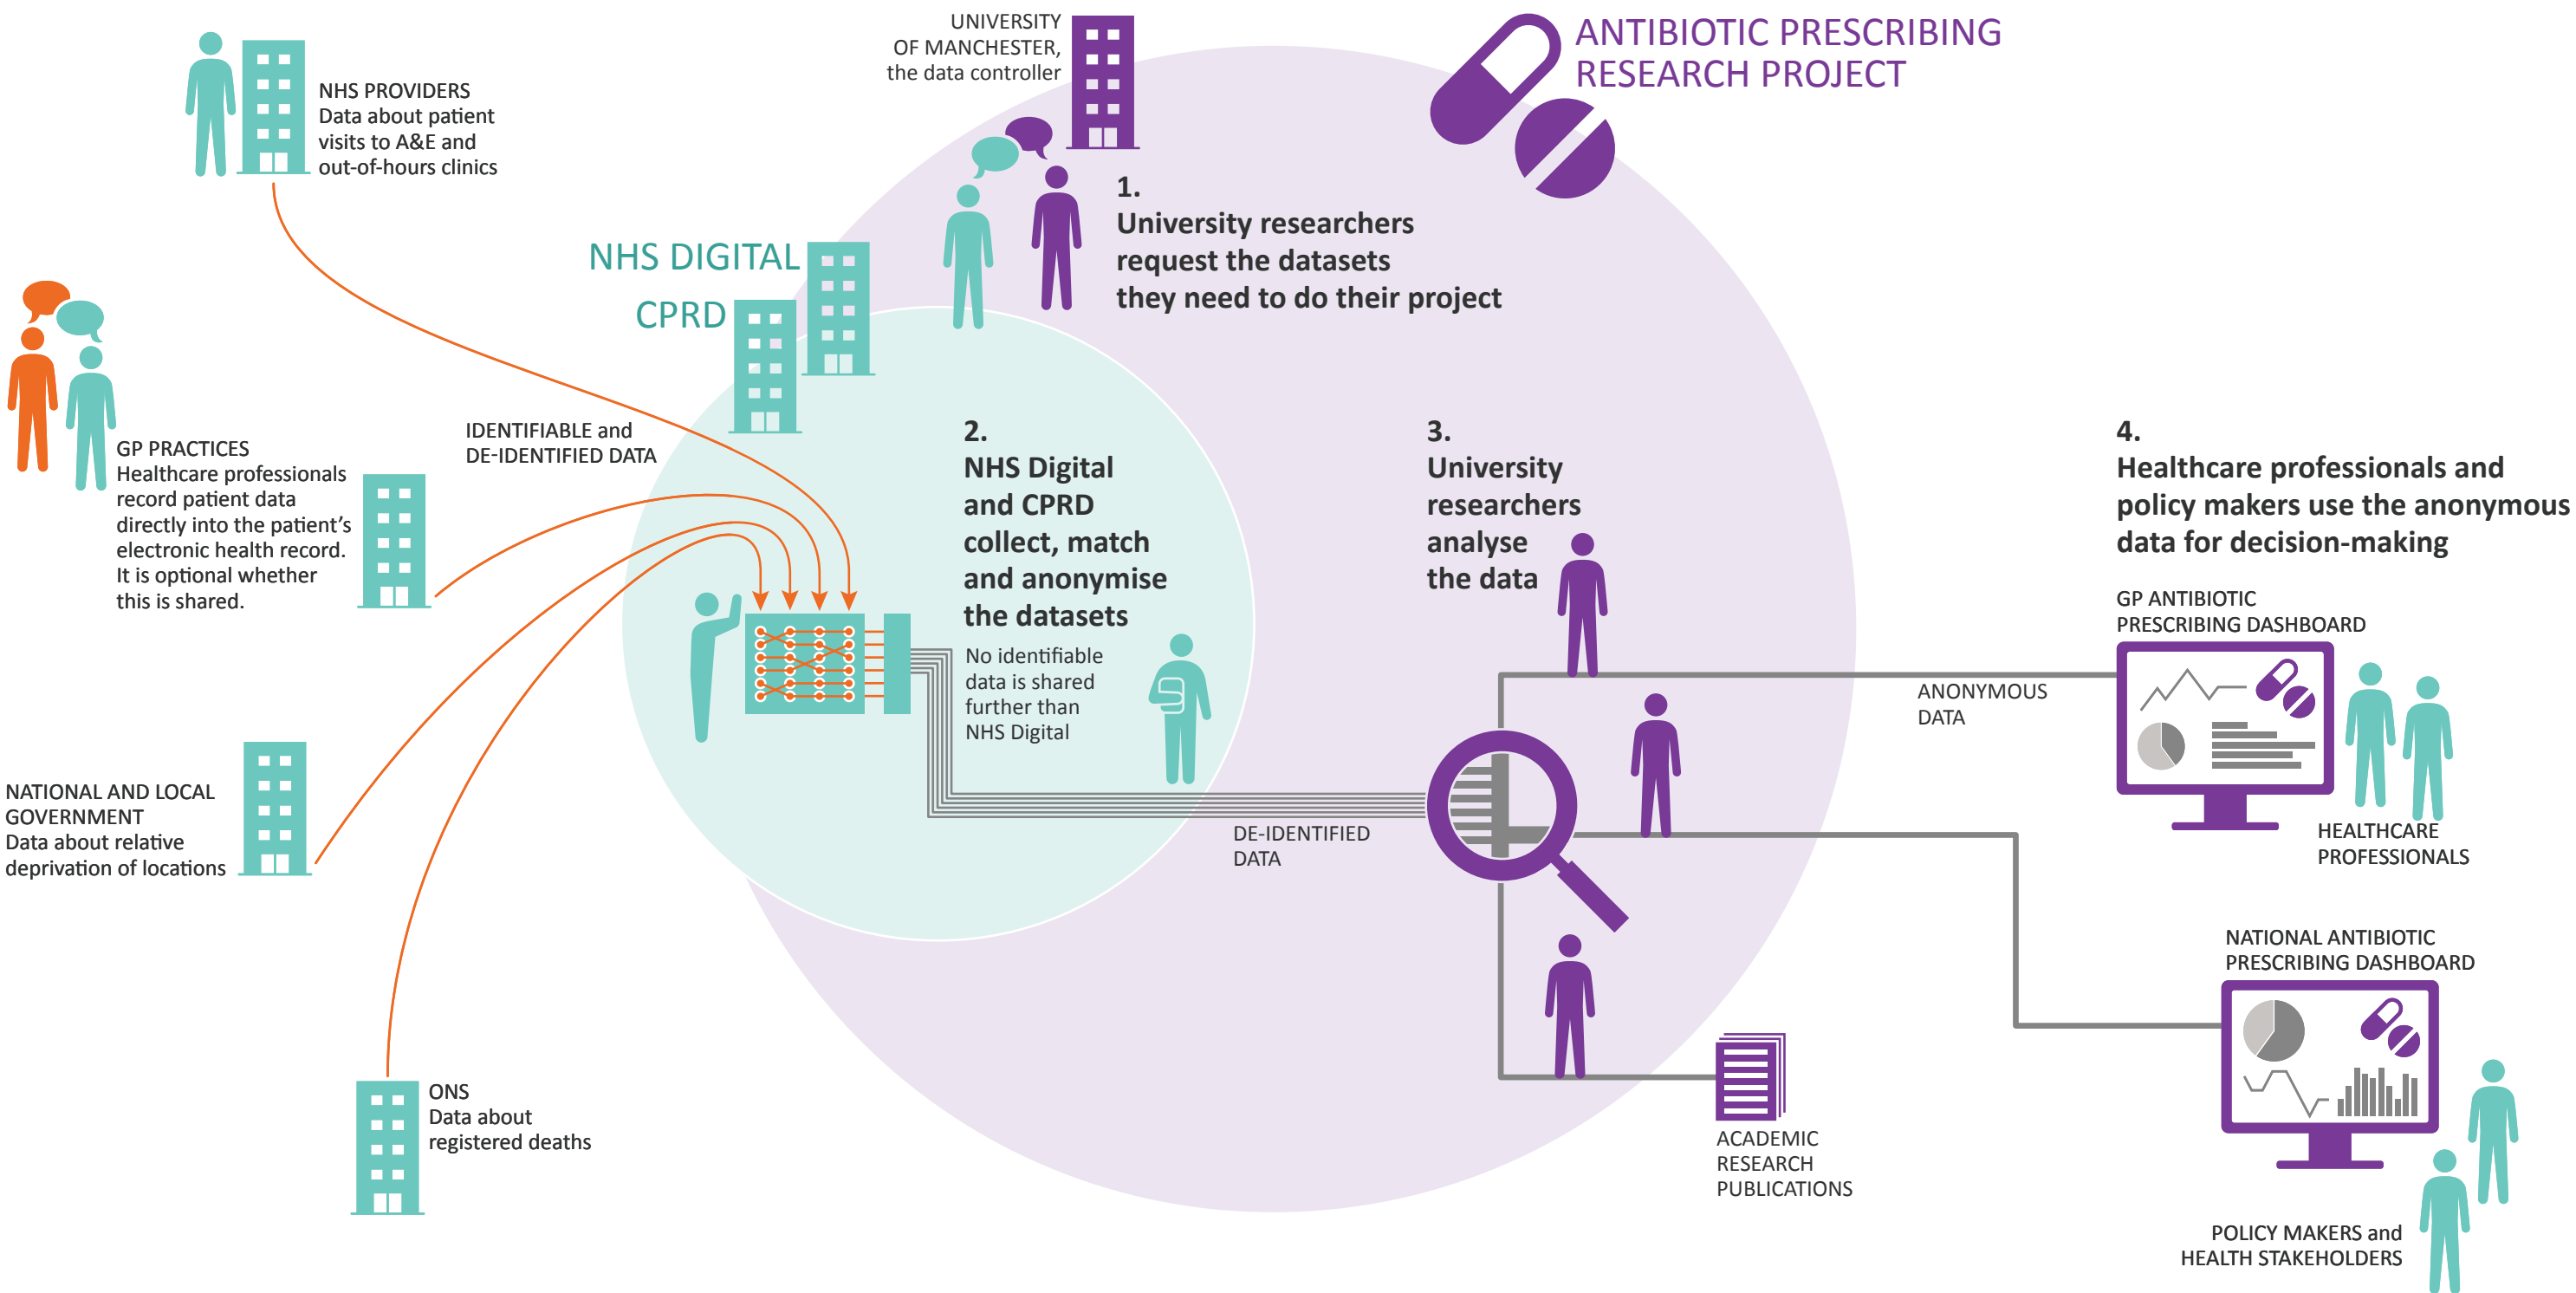 UNIVERSITY
OF MANCHESTER,
the data controller
ANTIBIOTIC PRESCRIBING
RESEARCH PROJECT
NHS PROVIDERS
Data about patient
visits to A&E and
out-of-hours clinics
1.
University researchers
request the datasets
they need to do their project
NHS DIGITAL
CPRD
IDENTIFIABLE and
DE-IDENTIFIED DATA
GP PRACTICES
Healthcare professionals
record patient data
directly into the patient’s
electronic health record.
It is optional whether
this is shared.
2.
NHS Digital
and CPRD
collect, match
and anonymise
the datasets
No identifiable
data is shared
further than
NHS Digital
3.
University
researchers
analyse
the data
4.
Healthcare professionals and
policy makers use the anonymous
data for decision-making
GP ANTIBIOTIC
PRESCRIBING DASHBOARD
ANONYMOUS
DATA
HEALTHCARE
PROFESSIONALS
NATIONAL AND LOCAL
GOVERNMENT
Data about relative
deprivation of locations
DE-IDENTIFIED
DATA
NATIONAL ANTIBIOTIC
PRESCRIBING DASHBOARD
ONS
Data about
registered deaths
ACADEMIC
RESEARCH
PUBLICATIONS
POLICY MAKERS and
HEALTH STAKEHOLDERS